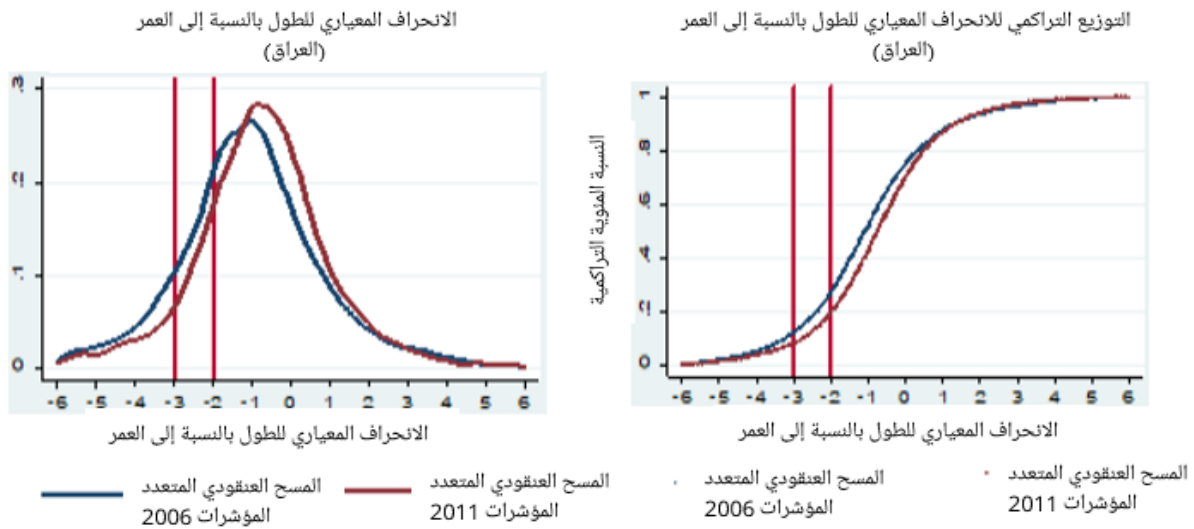 الانحراف المعياري للطول بالنسبة إلى العمر
(العراق)
.3
.2
.1
0
-6 -5 -4 -3 -2 -1 0 1 2 3 4 5 6
الانحراف المعياري للطول بالنسبة إلى العمر
المسح العنقودي المتعدد
المؤشرات 2006
المسح العنقودي المتعدد
المؤشرات 2011
التوزيع التراكمي للانحراف المعياري للطول بالنسبة إلى العمر
(العراق)
النسبة المئوية التراكمية
1
.8
.6
.4
.2
0
-6 -5 -4 -3 -2 -1 0 1 2 3 4 5 6
الانحراف المعياري للطول بالنسبة إلى العمر
المسح العنقودي المتعدد
المؤشرات 2006
المسح العنقودي المتعدد
المؤشرات 2011